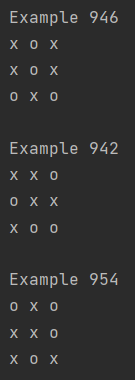 Example 946
x o x
x o x
o x o

Example 942
x x o
o x x
x o o

Example 954
o x o
x x o
x o x